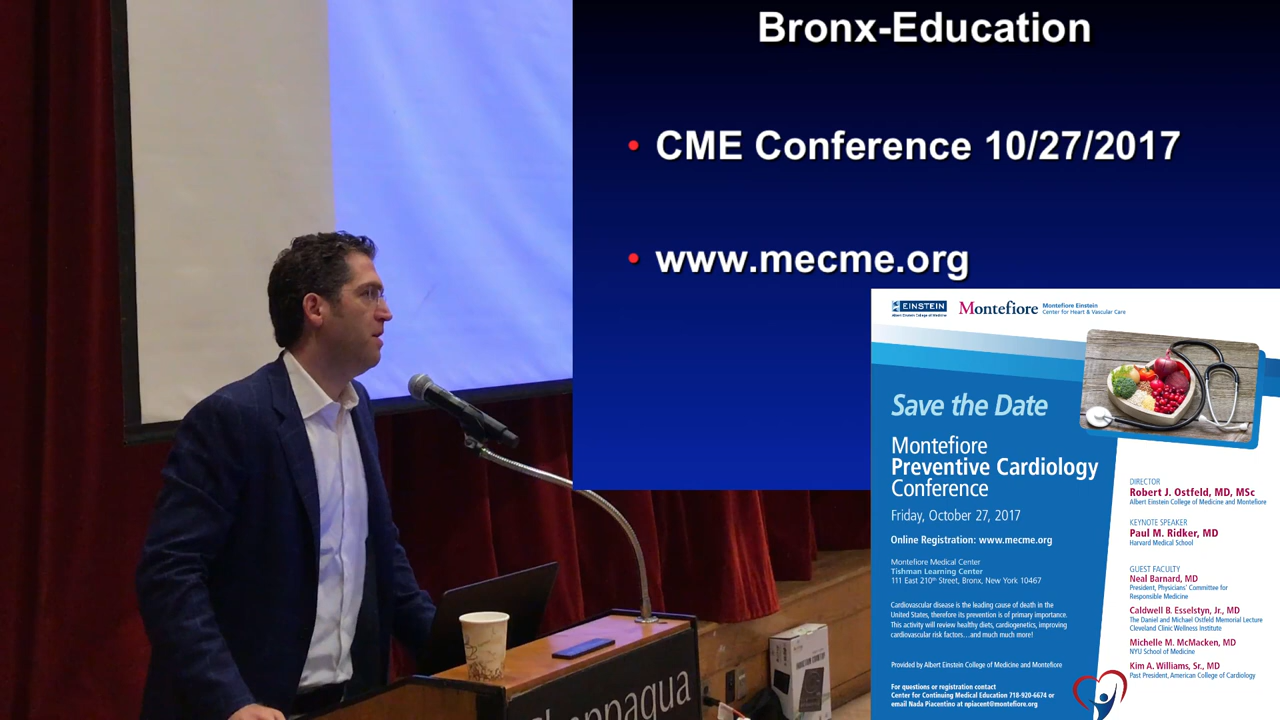 Bronx-Education
• CME Conference 10/27/2017
• www.mecme.org
EINSTEIN
Albert Einstein College of Medicine
Montefiore
Montefiore Einstein
Center for Heart & Vascular Care
Save the Date
Montefiore
Preventive Cardiology
Conference
Friday, October 27, 2017
Online Registration: www.mecme.org
Montefiore Medical Center
Tishman Learning Center
111 East 210th Street, Bronx, New York 10467
Cardiovascular disease is the leading cause of death in the
United States, therefore its prevention is of primary importance.
This activity will review healthy diets, cardiogenetics, improving
cardiovascular risk factors...and much much more!
Provided by Albert Einstein College of Medicine and Montefiore
For questions or registration contact
Center for Continuing Medical Education 718-920-6674 or
email Nada Piacentino at npiacent@montefiore.org
DIRECTOR
Robert J. Ostfeld, MD, MSc
Albert Einstein College of Medicine and Montefiore
KEYNOTE SPEAKER
Paul M. Ridker, MD
Harvard Medical School
GUEST FACULTY
Neal Barnard, MD
President, Physicians' Committee for
Responsible Medicine
Caldwell B. Esselstyn, Jr., MD
The Daniel and Michael Ostfeld Memorial Lecture
Cleveland Clinic Wellness Institute
Michelle M. McMacken, MD
NYU School of Medicine
Kim A. Williams, Sr., MD
Past President, American College of Cardiology
Chappaqua